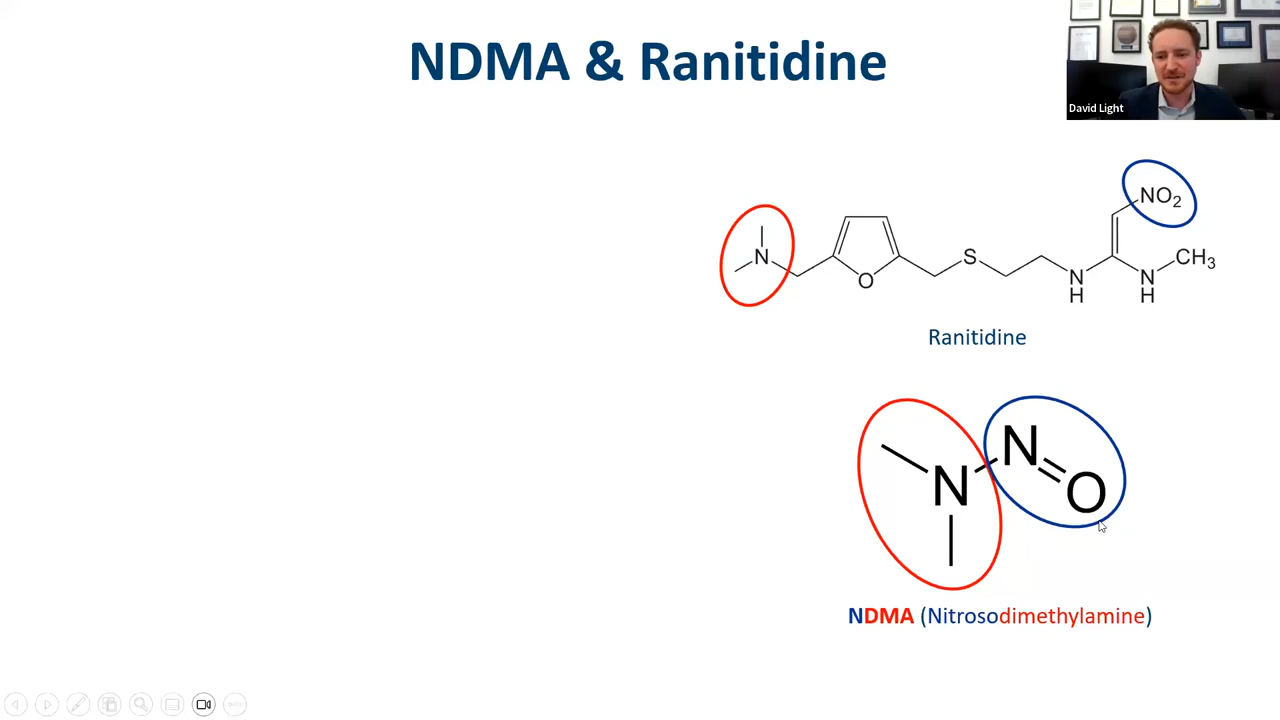 NDMA & Ranitidine
David Light
NO2
N
O
S
N
H
N
H
CH3
Ranitidine
N
N
O
NDMA (Nitrosodimethylamine)